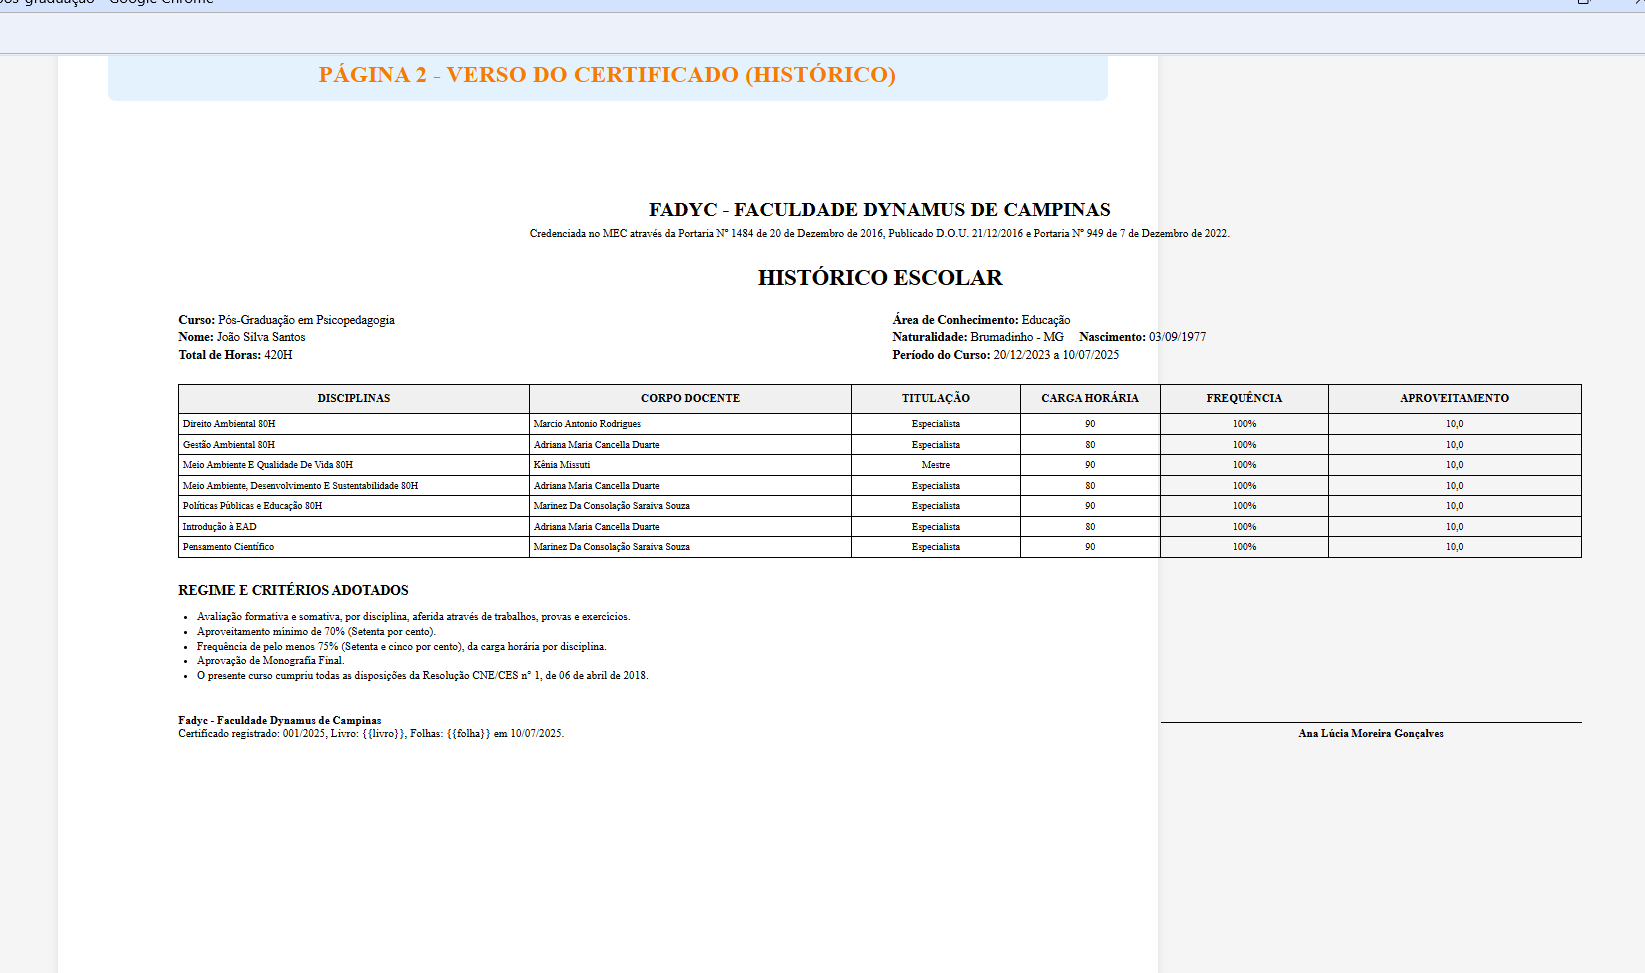 pós-graduação - Google Chrome
PÁGINA 2 - VERSO DO CERTIFICADO (HISTÓRICO)
FADYC - FACULDADE DYNAMUS DE CAMPINAS
Credenciada no MEC através da Portaria N° 1484 de 20 de Dezembro de 2016, Publicado D.O.U. 21/12/2016 e Portaria N° 949 de 7 de Dezembro de 2022.
HISTÓRICO ESCOLAR
Curso: Pós-Graduação em Psicopedagogia
Nome: João Silva Santos
Total de Horas: 420H
Área de Conhecimento: Educação
Naturalidade: Brumadinho - MG Nascimento: 03/09/1977
Período do Curso: 20/12/2023 a 10/07/2025
DISCIPLINAS CORPO DOCENTE TITULAÇÃO CARGA HORÁRIA FREQUÊNCIA APROVEITAMENTO
Direito Ambiental 80H Marcio Antonio Rodrigues Especialista 90 100% 10,0
Gestão Ambiental 80H Adriana Maria Cancella Duarte Especialista 80 100% 10,0
Meio Ambiente E Qualidade De Vida 80H Kênia Missuti Mestre 90 100% 10,0
Meio Ambiente, Desenvolvimento E Sustentabilidade 80H Adriana Maria Cancella Duarte Especialista 80 100% 10,0
Políticas Públicas e Educação 80H Marinez Da Consolação Saraiva Souza Especialista 90 100% 10,0
Introdução à EAD Adriana Maria Cancella Duarte Especialista 80 100% 10,0
Pensamento Científico Marinez Da Consolação Saraiva Souza Especialista 90 100% 10,0
REGIME E CRITÉRIOS ADOTADOS
• Avaliação formativa e somativa, por disciplina, aferida através de trabalhos, provas e exercícios.
• Aproveitamento mínimo de 70% (Setenta por cento).
• Frequência de pelo menos 75% (Setenta e cinco por cento), da carga horária por disciplina.
• Aprovação de Monografia Final.
• O presente curso cumpriu todas as disposições da Resolução CNE/CES n° 1, de 06 de abril de 2018.
Fadyc - Faculdade Dynamus de Campinas
Certificado registrado: 001/2025, Livro: {{livro}}, Folhas: {{folha}} em 10/07/2025.
Ana Lúcia Moreira Gonçalves